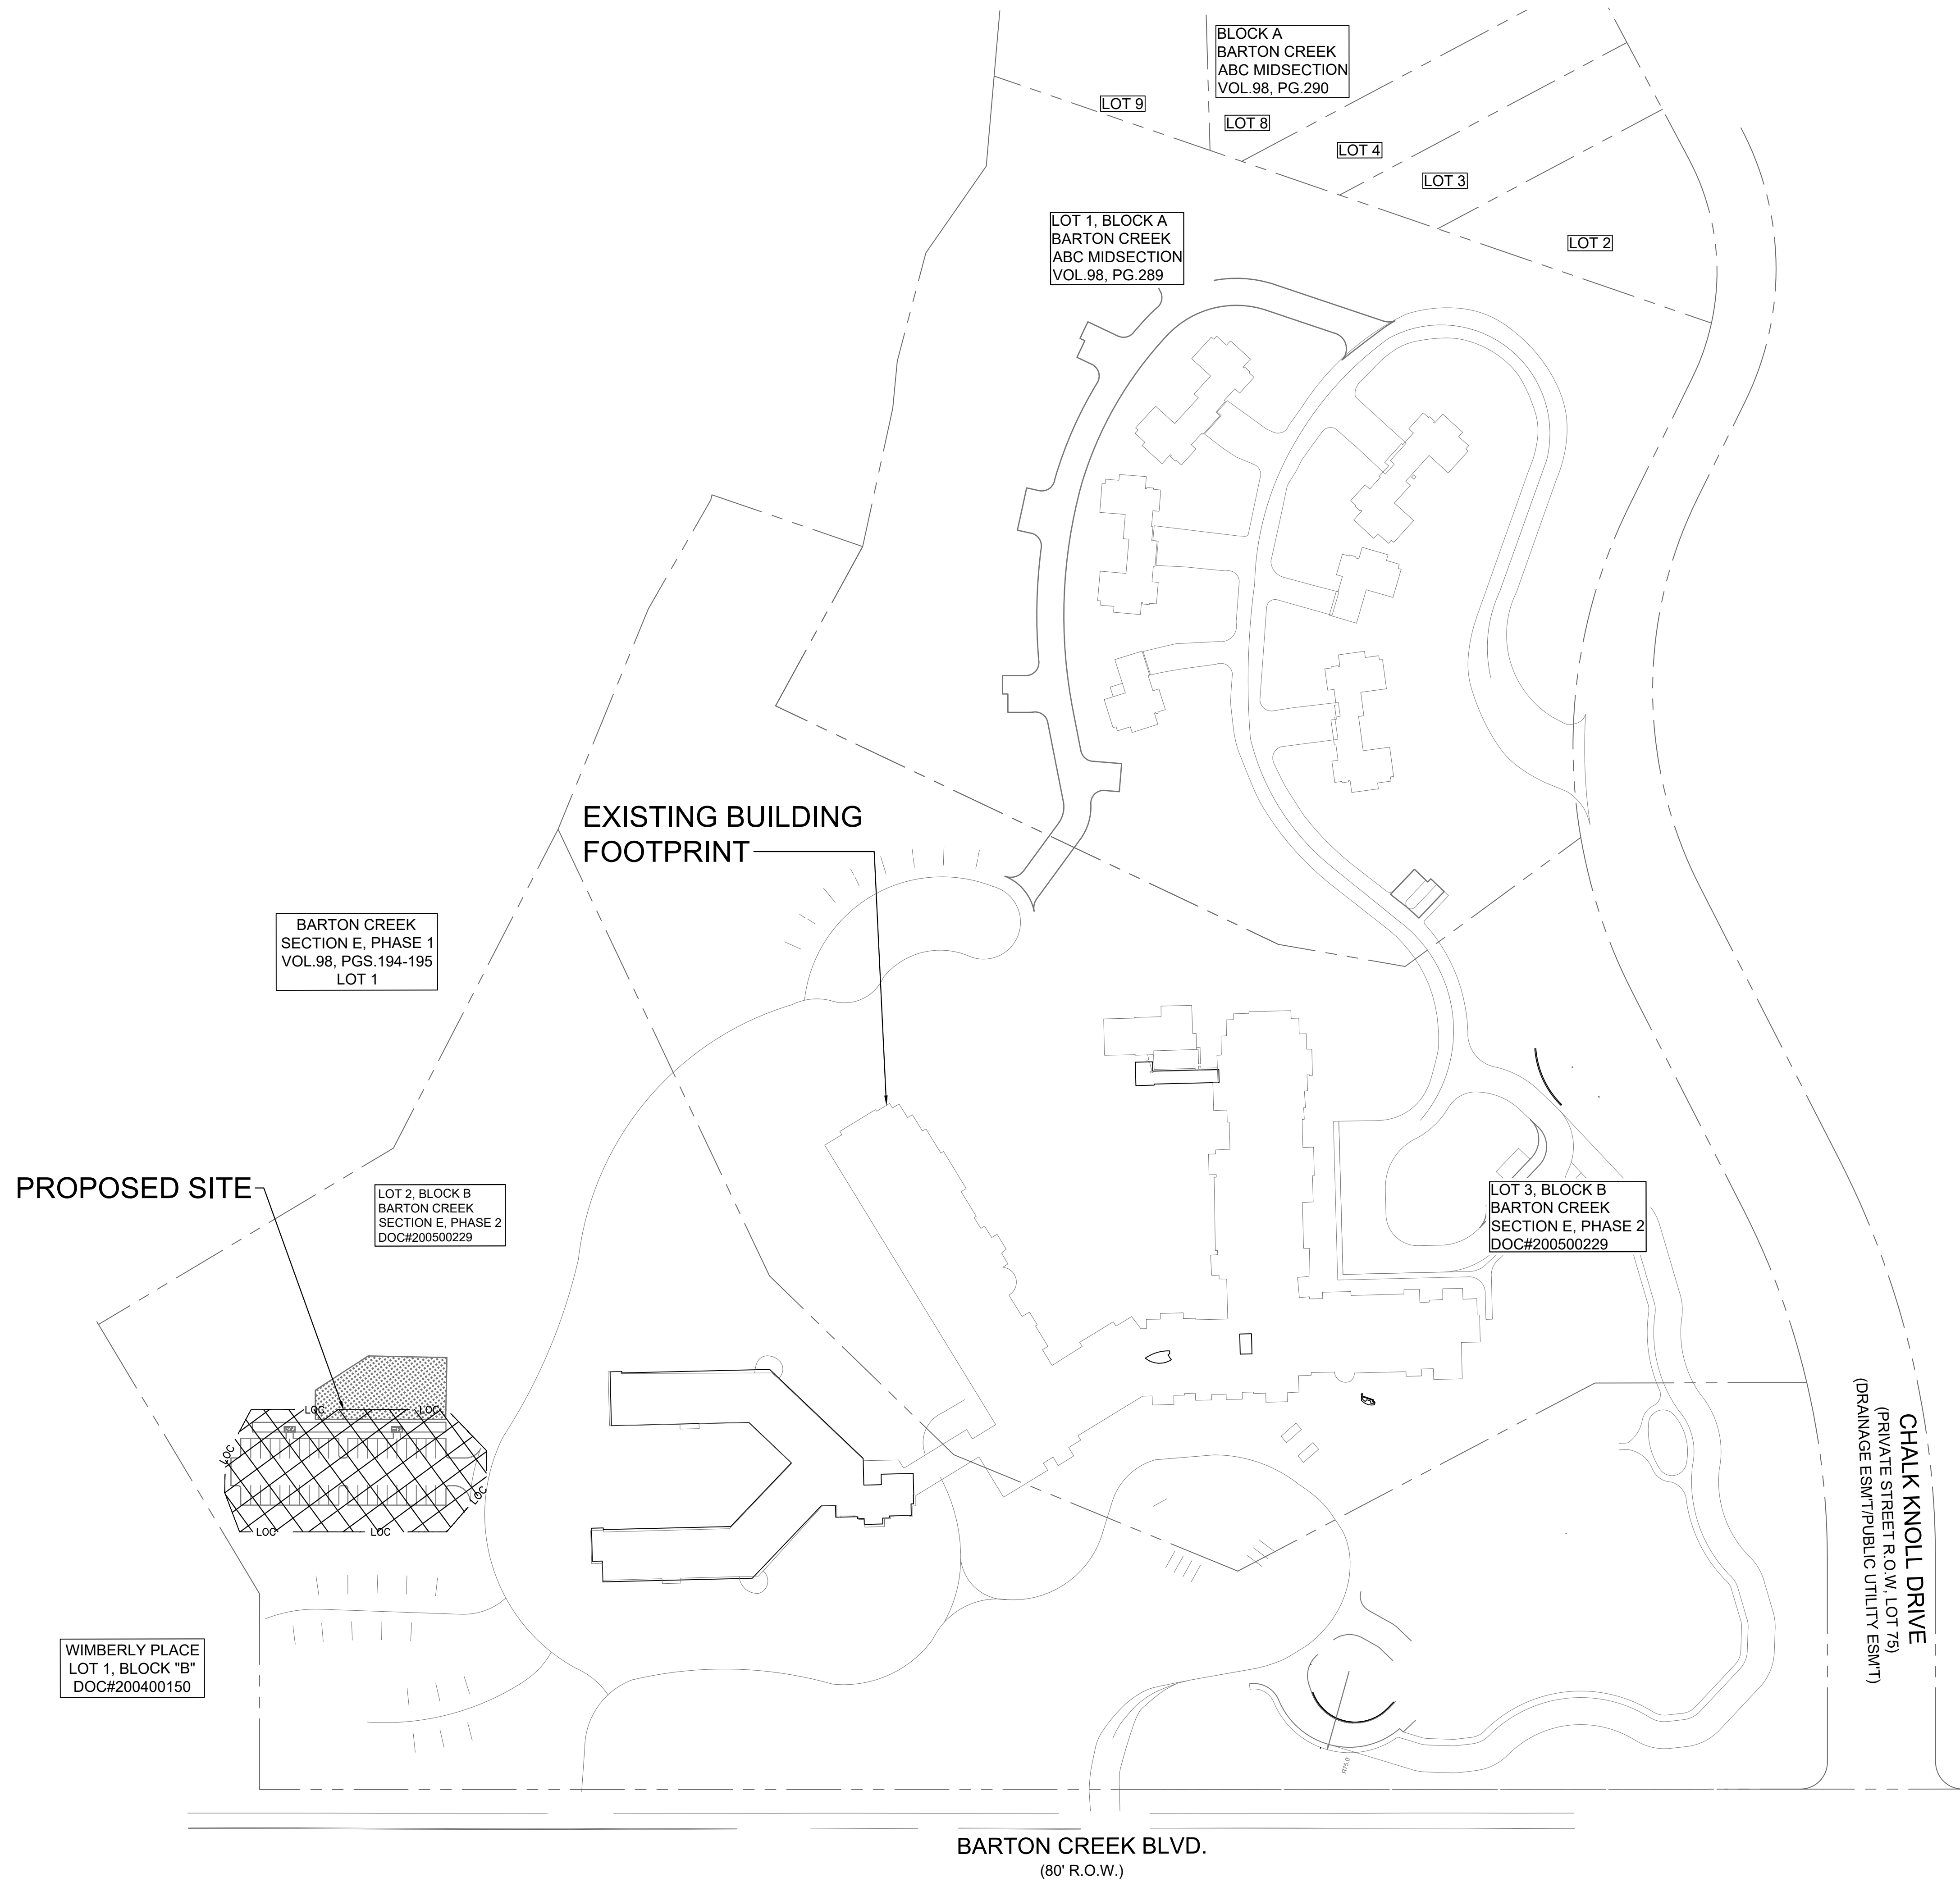 BLOCK A
BARTON CREEK
ABC MIDSECTION
VOL.98, PG.290
LOT 9
LOT 8
LOT 4
LOT 3
LOT 2
LOT 1, BLOCK A
BARTON CREEK
ABC MIDSECTION
VOL.98, PG.289
EXISTING BUILDING
FOOTPRINT
BARTON CREEK
SECTION E, PHASE 1
VOL.98, PGS.194-195
LOT 1
PROPOSED SITE
LOT 2, BLOCK B
BARTON CREEK
SECTION E, PHASE 2
DOC#200500229
LOT 3, BLOCK B
BARTON CREEK
SECTION E, PHASE 2
DOC#200500229
LOC
LOC
LOC
LOC
LOC
LOC
CHALK KNOLL DRIVE
(PRIVATE STREET R.O.W, LOT 75)
(DRAINAGE ESM'T/PUBLIC UTILITY ESM'T)
WIMBERLY PLACE
LOT 1, BLOCK "B"
DOC#200400150
R75.0'
BARTON CREEK BLVD.
(80' R.O.W.)